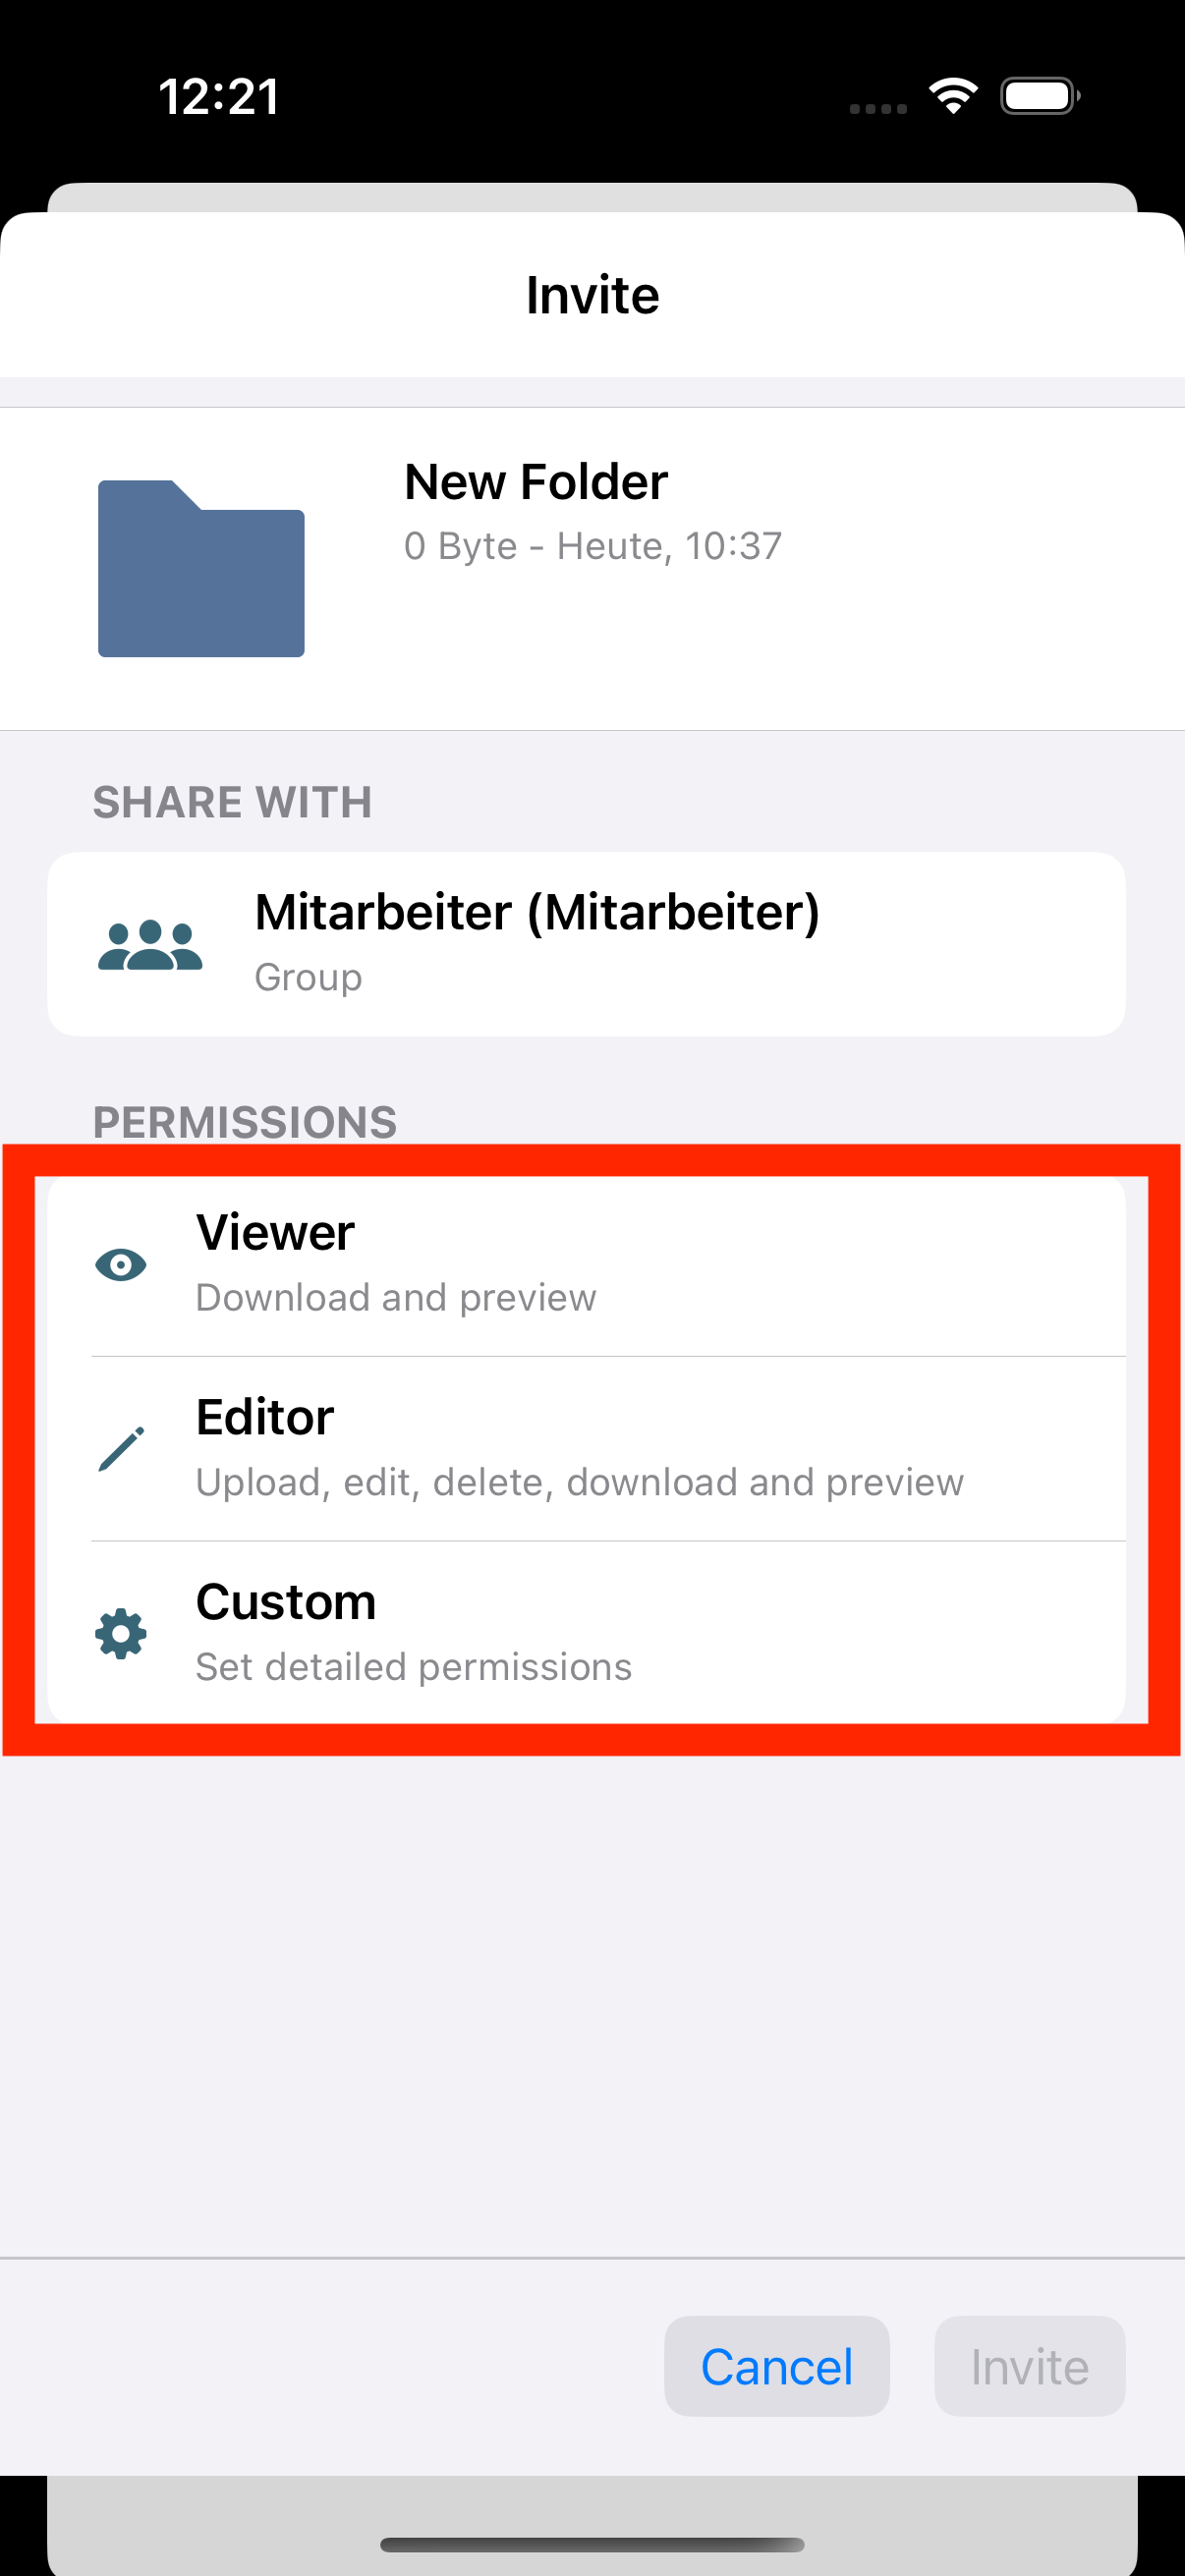 12:21
Invite
New Folder
0 Byte - Heute, 10:37
SHARE WITH
Mitarbeiter (Mitarbeiter)
Group
PERMISSIONS
Viewer
Download and preview
Editor
Upload, edit, delete, download and preview
Custom
Set detailed permissions
Cancel
Invite